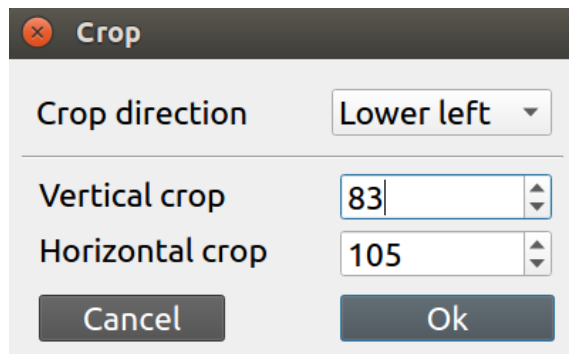 Crop
Crop direction Lower left
Vertical crop 83
Horizontal crop 105
Cancel Ok